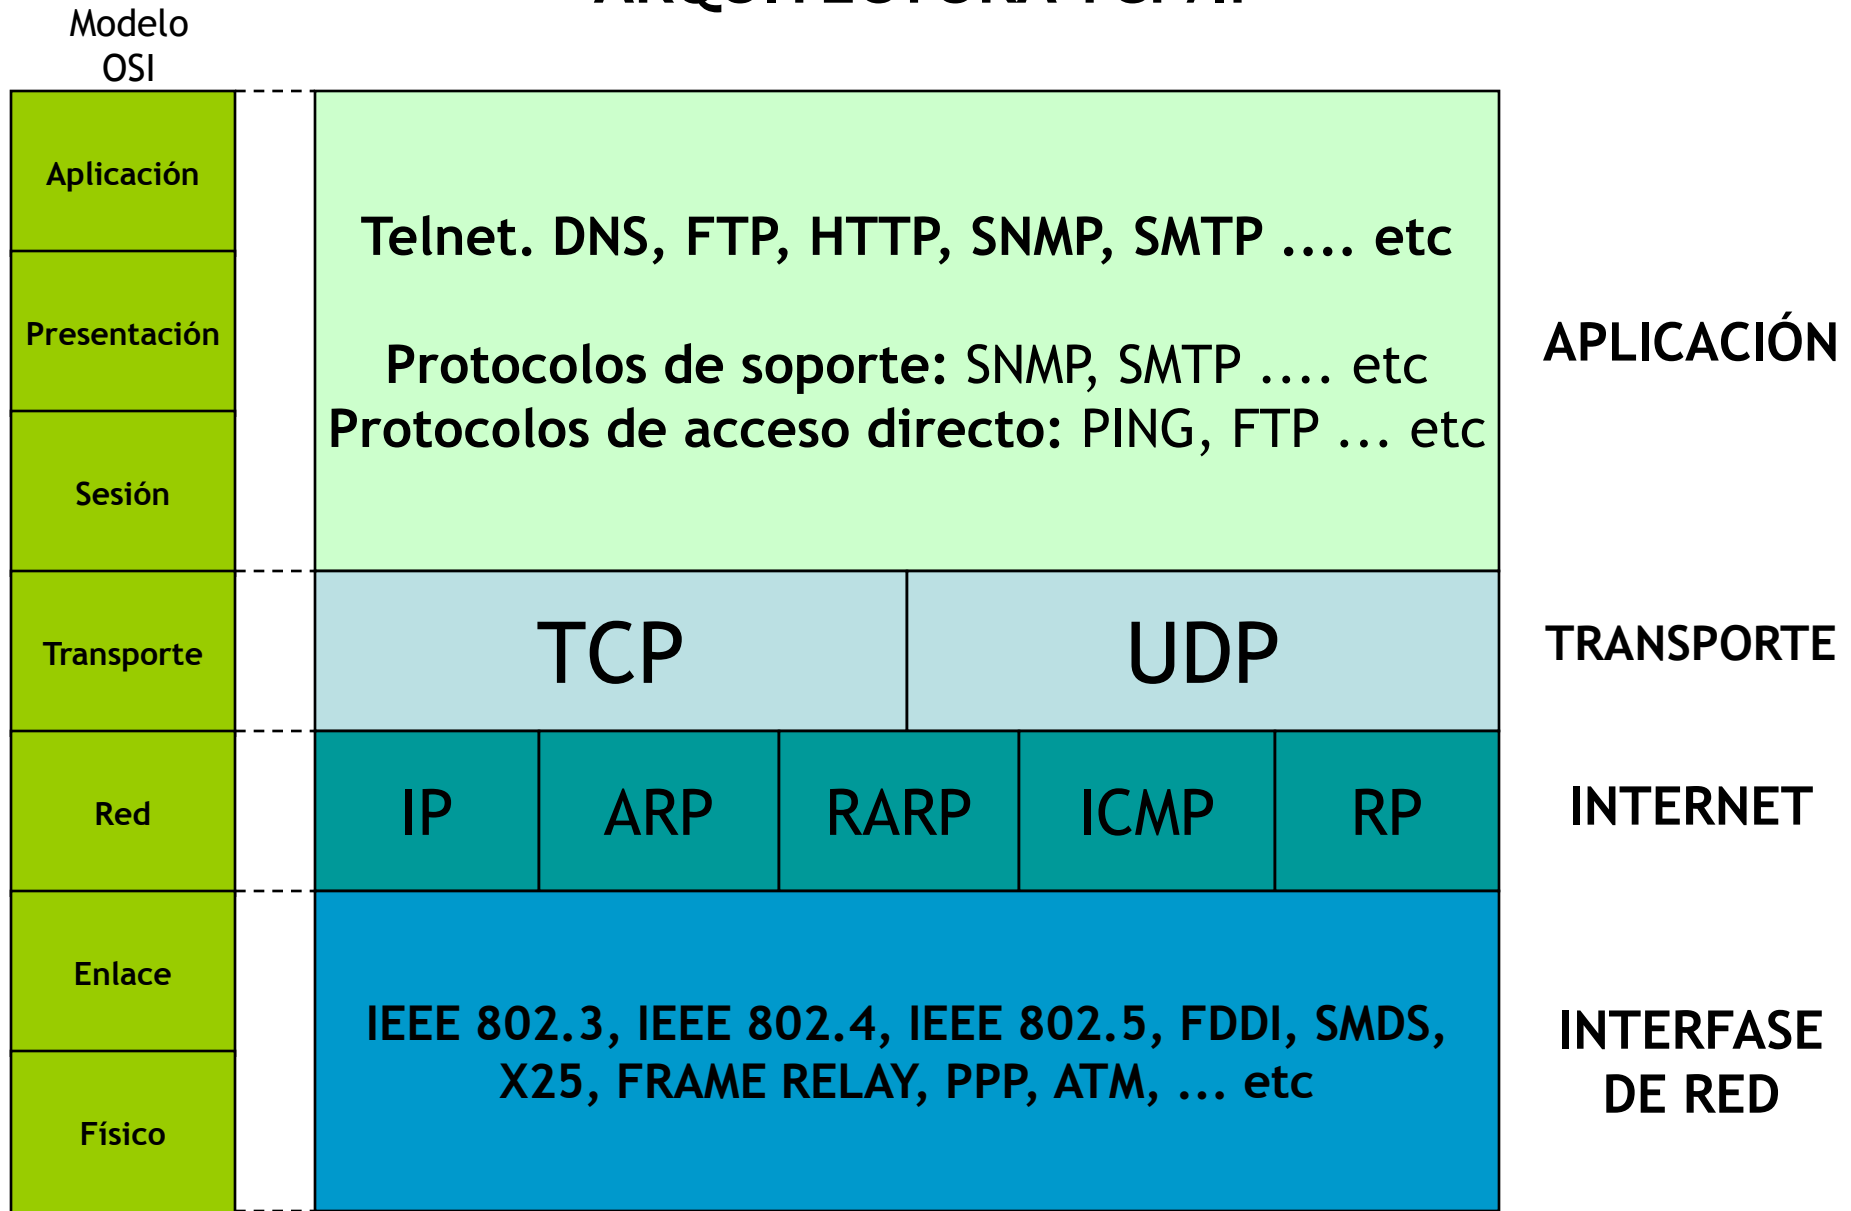 Modelo
OSI
Aplicación
Presentación
Sesión
Transporte
Red
Enlace
Físico
Telnet. DNS, FTP, HTTP, SNMP, SMTP .... etc
Protocolos de soporte: SNMP, SMTP .... etc
Protocolos de acceso directo: PING, FTP ... etc
TCP
UDP
IP
ARP
RARP
ICMP
RP
IEEE 802.3, IEEE 802.4, IEEE 802.5, FDDI, SMDS,
X25, FRAME RELAY, PPP, ATM, ... etc
APLICACIÓN
TRANSPORTE
INTERNET
INTERFASE
DE RED